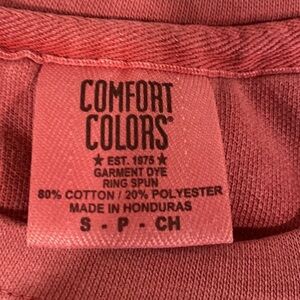 COMFORT
COLORS®
★ EST. 1975 ★
GARMENT DYE
RING SPUN
80% COTTON / 20% POLYESTER
MADE IN HONDURAS
S - P - CH